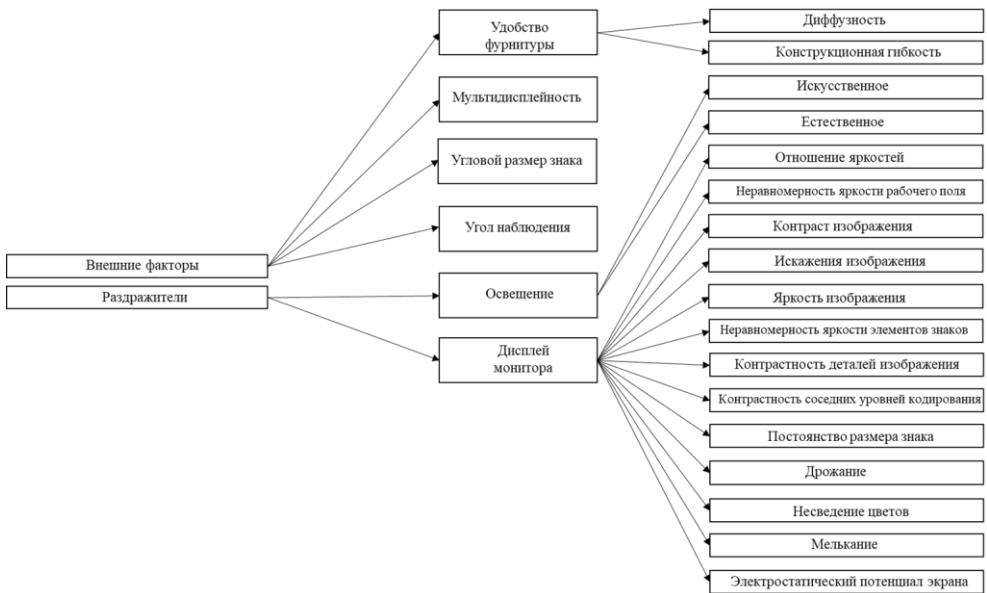 Внешние факторы
Раздражители
Удобство
фурнитуры
Мультидисплейность
Угловой размер знака
Угол наблюдения
Освещение
Дисплей
монитора
Диффузность
Конструкционная гибкость
Искусственное
Естественное
Отношение яркостей
Неравномерность яркости рабочего поля
Контраст изображения
Искажения изображения
Яркость изображения
Неравномерность яркости элементов знаков
Контрастность деталей изображения
Контрастность соседних уровней кодирования
Постоянство размера знака
Дрожание
Несведение цветов
Мелькание
Электростатический потенциал экрана